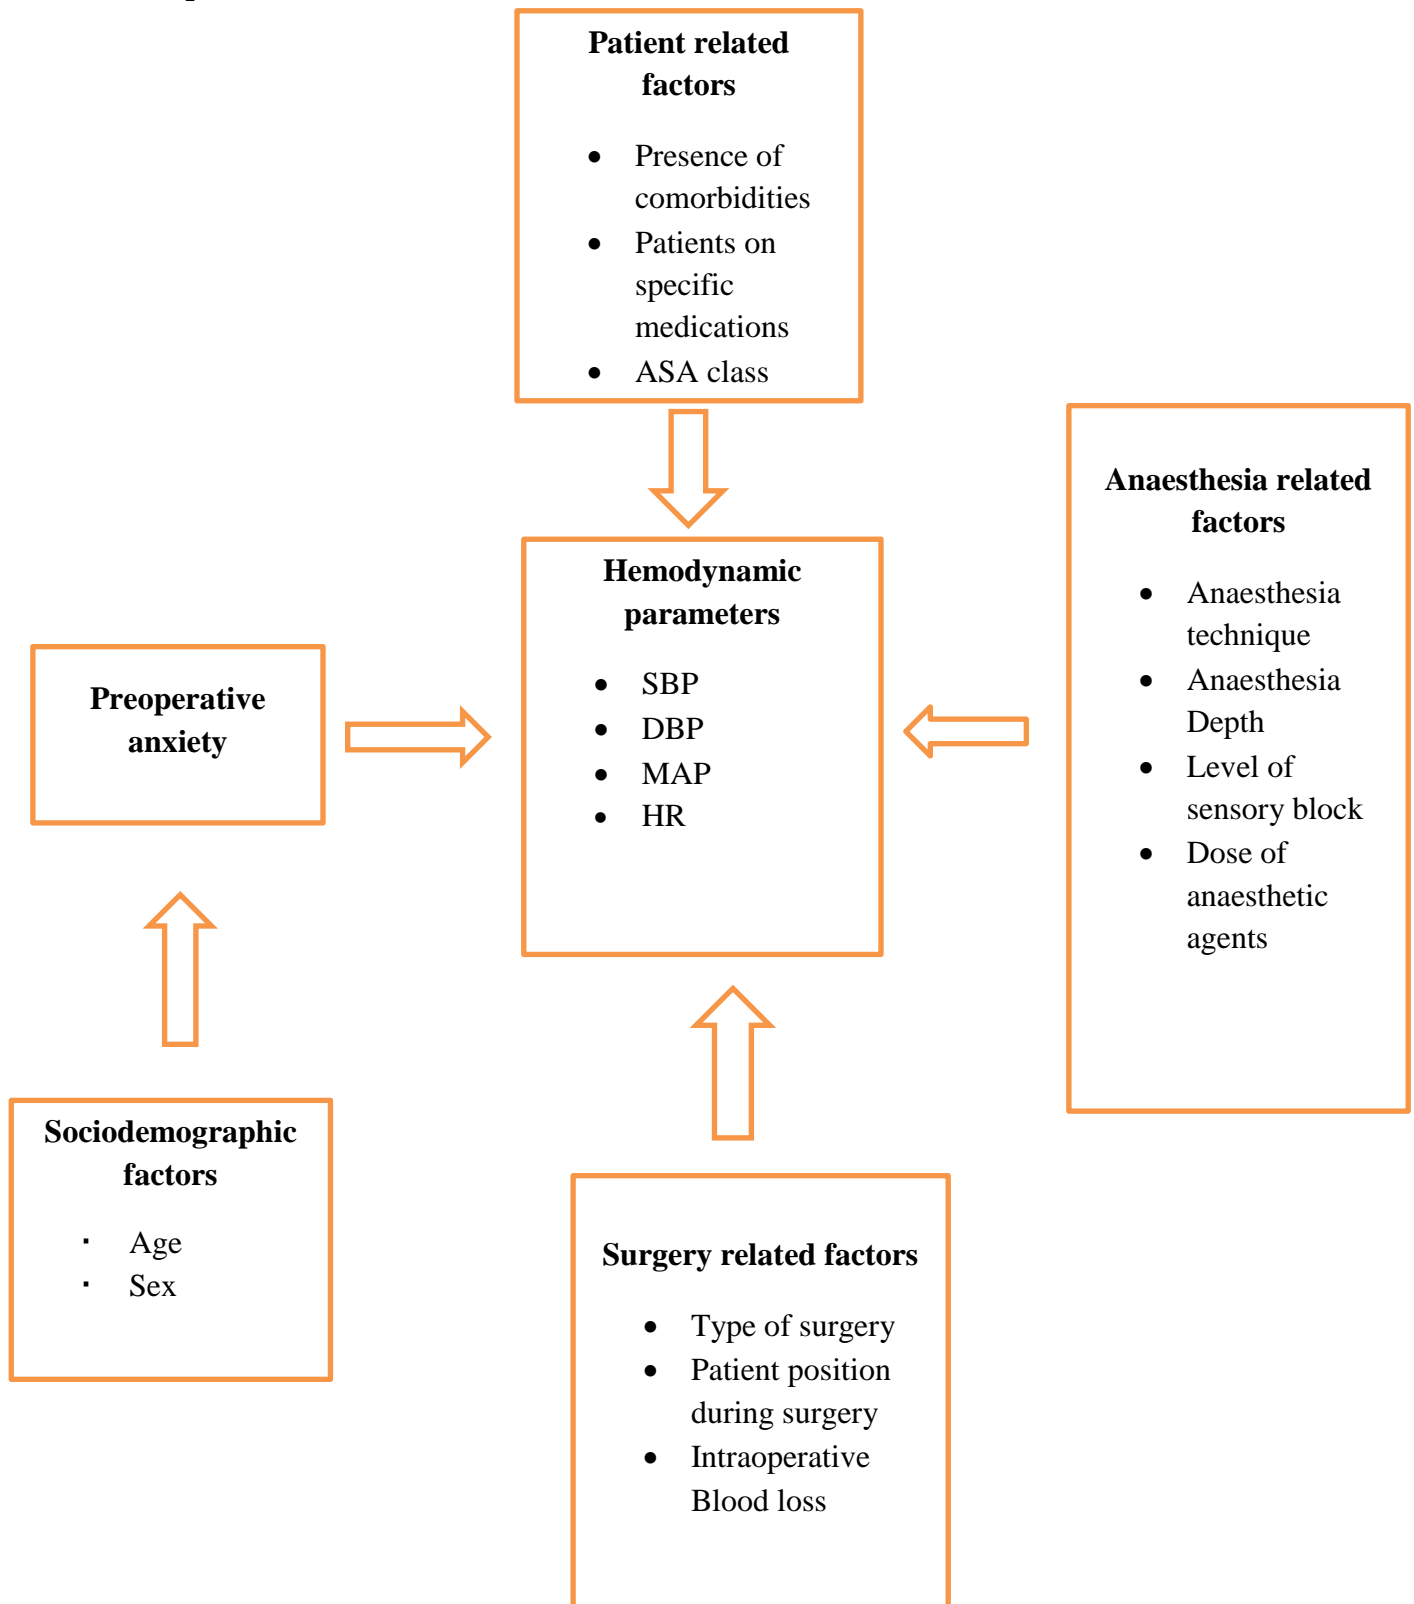 Patient related
factors
• Presence of
comorbidities
• Patients on
specific
medications
• ASA class
Anaesthesia related
factors
• Anaesthesia
technique
• Anaesthesia
Depth
• Level of
sensory block
• Dose of
anaesthetic
agents
Hemodynamic
parameters
• SBP
• DBP
• MAP
• HR
Preoperative
anxiety
Sociodemographic
factors
▪ Age
▪ Sex
Surgery related factors
• Type of surgery
• Patient position
during surgery
• Intraoperative
Blood loss